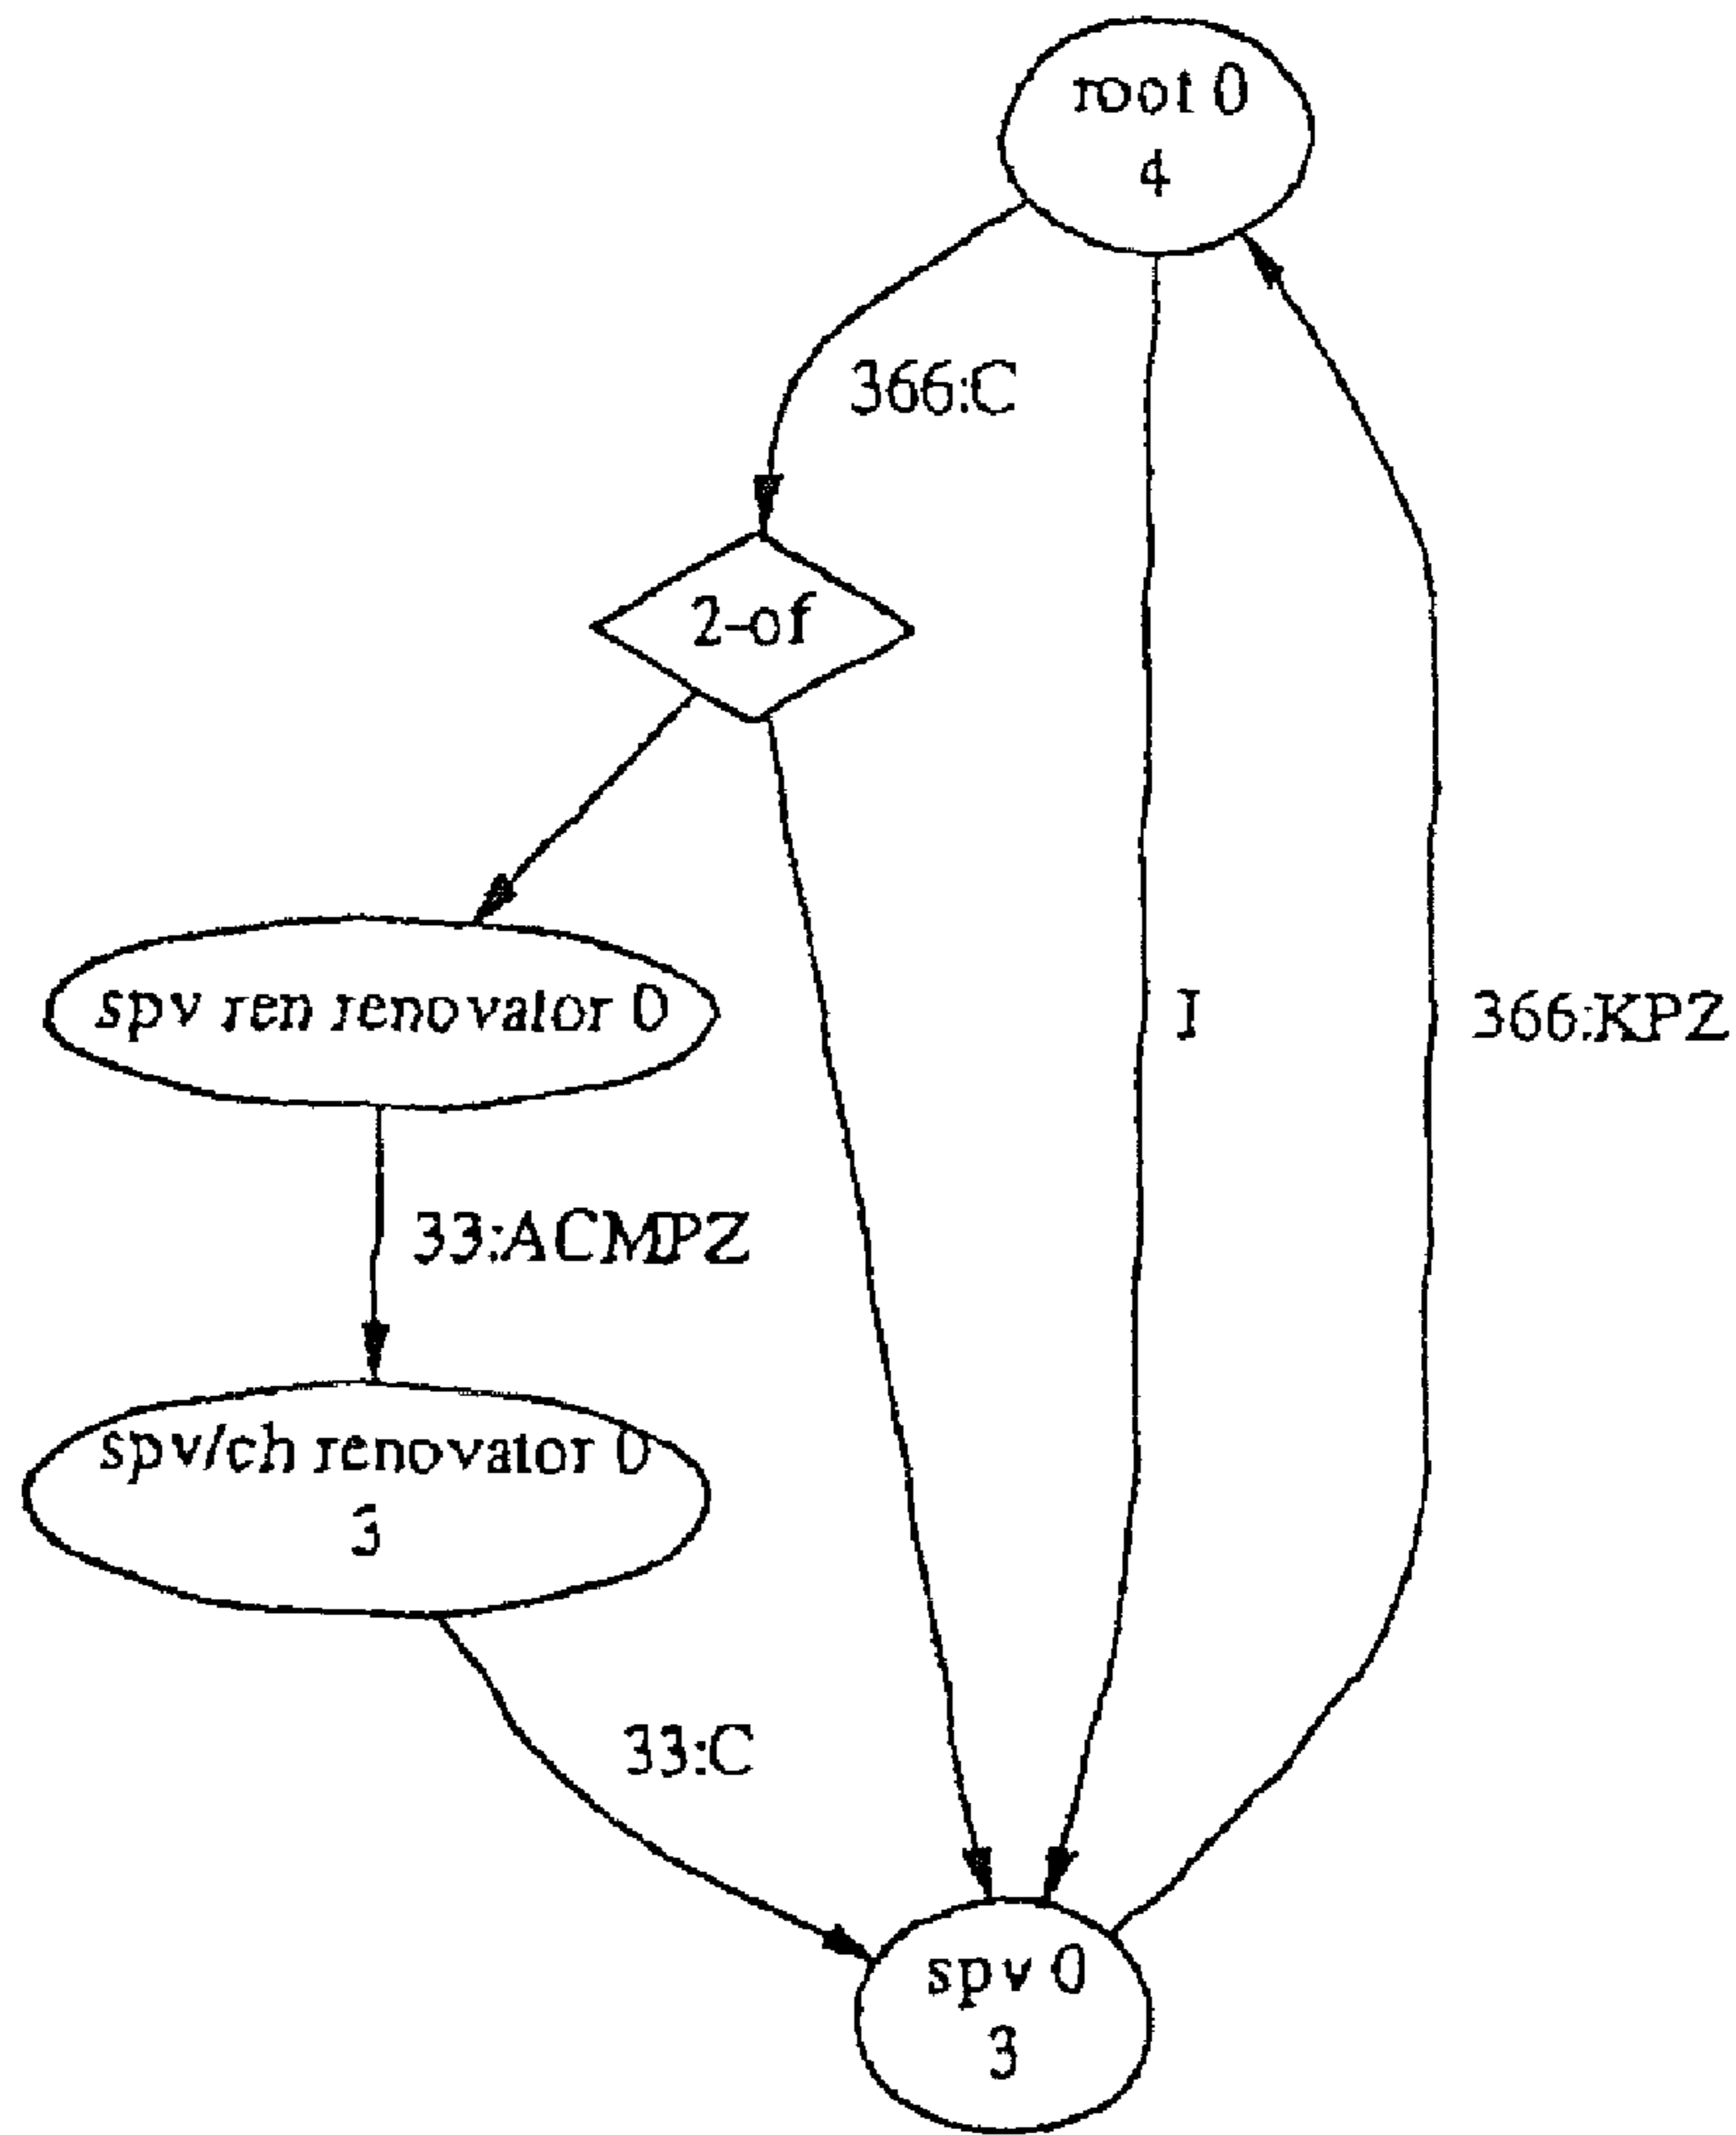 root 0
4
366:C
2-of
spv ren renovator 0
I
366:KPZ
33:ACMPZ
spv/ch renovator 0
3
33:C
spv 0
3